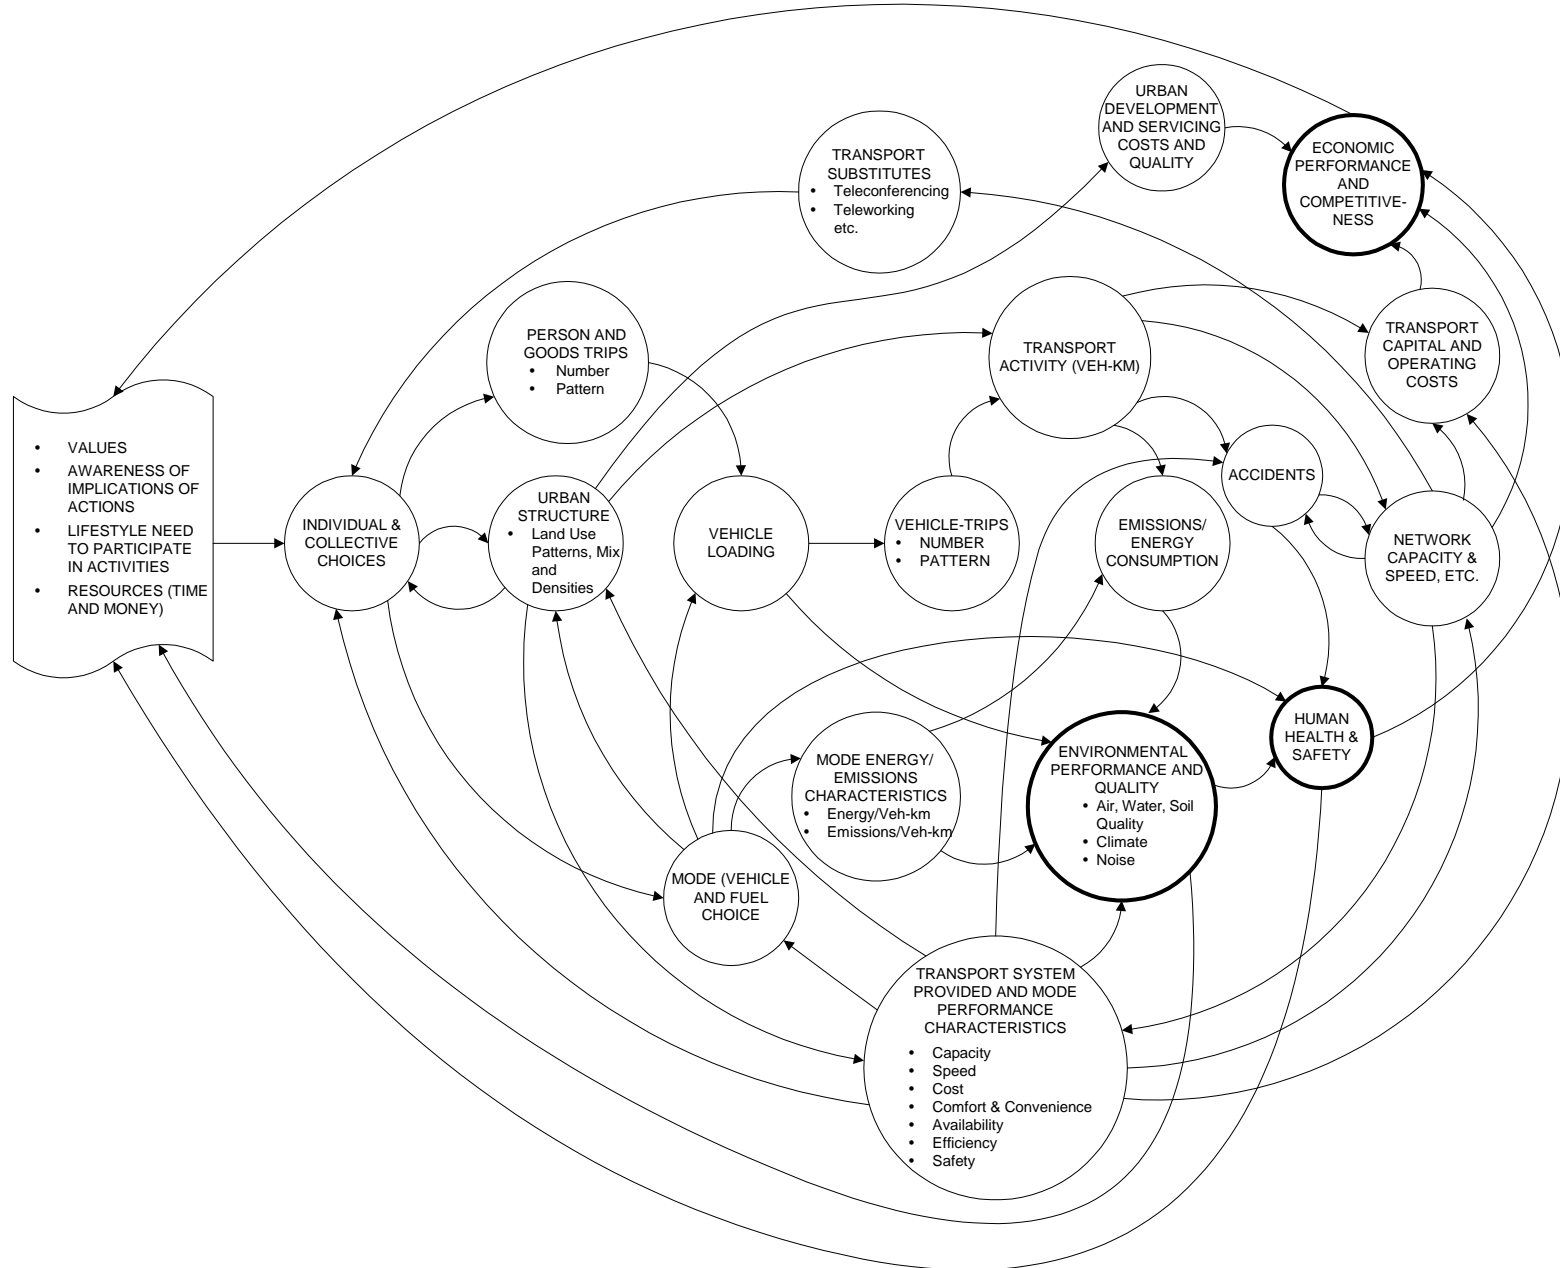 URBAN
DEVELOPMENT
AND SERVICING
COSTS AND
QUALITY
ECONOMIC
PERFORMANCE
AND
COMPETITIVE-
NESS
TRANSPORT
SUBSTITUTES
• Teleconferencing
• Teleworking
etc.
PERSON AND
GOODS TRIPS
• Number
• Pattern
TRANSPORT
ACTIVITY (VEH-KM)
TRANSPORT
CAPITAL AND
OPERATING
COSTS
• VALUES
• AWARENESS OF
IMPLICATIONS OF
ACTIONS
• LIFESTYLE NEED
TO PARTICIPATE
IN ACTIVITIES
• RESOURCES (TIME
AND MONEY)
INDIVIDUAL &
COLLECTIVE
CHOICES
URBAN
STRUCTURE
• Land Use
Patterns, Mix
and
Densities
VEHICLE
LOADING
VEHICLE-TRIPS
• NUMBER
• PATTERN
EMISSIONS/
ENERGY
CONSUMPTION
ACCIDENTS
NETWORK
CAPACITY &
SPEED, ETC.
MODE ENERGY/
EMISSIONS
CHARACTERISTICS
• Energy/Veh-km
• Emissions/Veh-km
ENVIRONMENTAL
PERFORMANCE AND
QUALITY
• Air, Water, Soil
Quality
• Climate
• Noise
HUMAN
HEALTH &
SAFETY
MODE (VEHICLE
AND FUEL
CHOICE
TRANSPORT SYSTEM
PROVIDED AND MODE
PERFORMANCE
CHARACTERISTICS
• Capacity
• Speed
• Cost
• Comfort & Convenience
• Availability
• Efficiency
• Safety